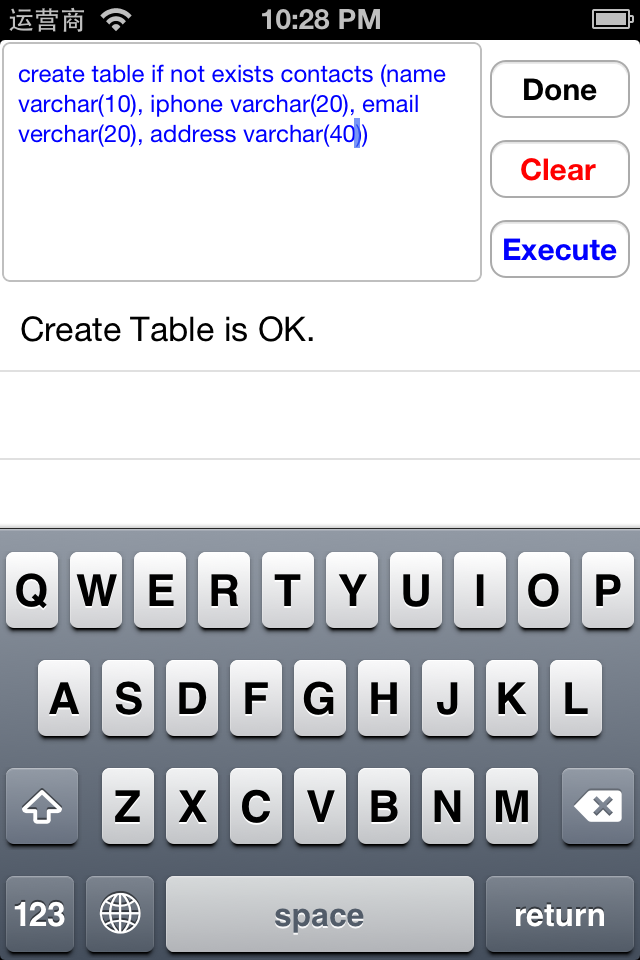 运营商 10:28 PM
create table if not exists contacts (name
varchar(10), iphone varchar(20), email
verchar(20), address varchar(40))
Done
Clear
Execute
Create Table is OK.
Q W E R T Y U I O P
A S D F G H J K L
Z X C V B N M
123 space return